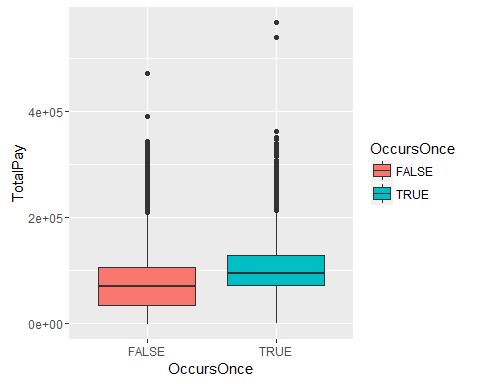 TotalPay
4e+05
2e+05
0e+00
FALSE
TRUE
OccursOnce
OccursOnce
FALSE
TRUE